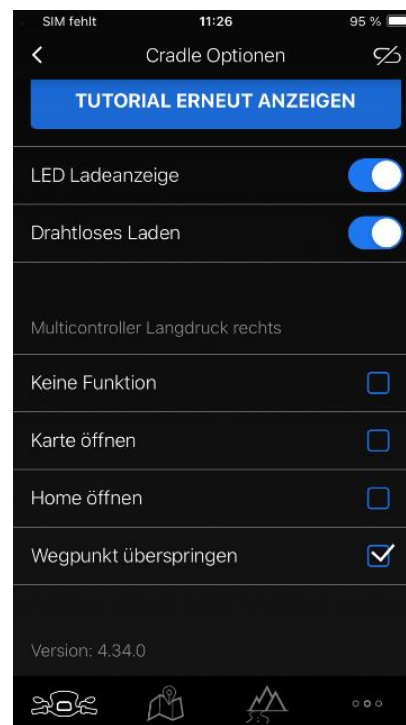 SIM fehlt 11:26 95 %
Cradle Optionen
TUTORIAL ERNEUT ANZEIGEN
LED Ladeanzeige
Drahtloses Laden
Multicontroller Langdruck rechts
Keine Funktion
Karte öffnen
Home öffnen
Wegpunkt überspringen
Version: 4.34.0